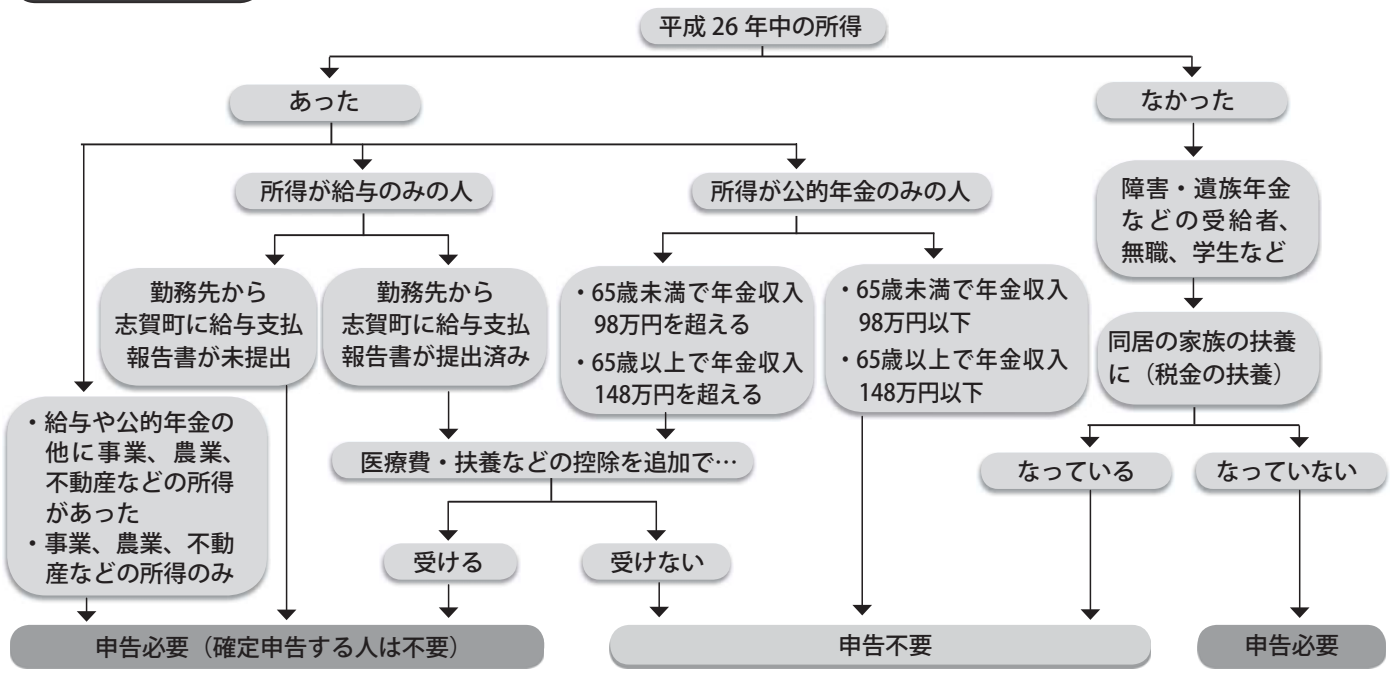 平成 26 年中の所得
あった
なかった
所得が給与のみの人
所得が公的年金のみの人
障害・遺族年金
などの受給者、
無職、学生など
勤務先から
志賀町に給与支払
報告書が未提出
勤務先から
志賀町に給与支払
報告書が提出済み
・65歳未満で年金収入
98万円を超える
・65歳以上で年金収入
148万円を超える
・65歳未満で年金収入
98万円以下
・65歳以上で年金収入
148万円以下
同居の家族の扶養
に（税金の扶養）
・給与や公的年金の
他に事業、農業、
不動産などの所得
があった
・事業、農業、不動
産などの所得のみ
医療費・扶養などの控除を追加で…
なっている
なっていない
受ける
受けない
申告必要（確定申告する人は不要）
申告不要
申告必要